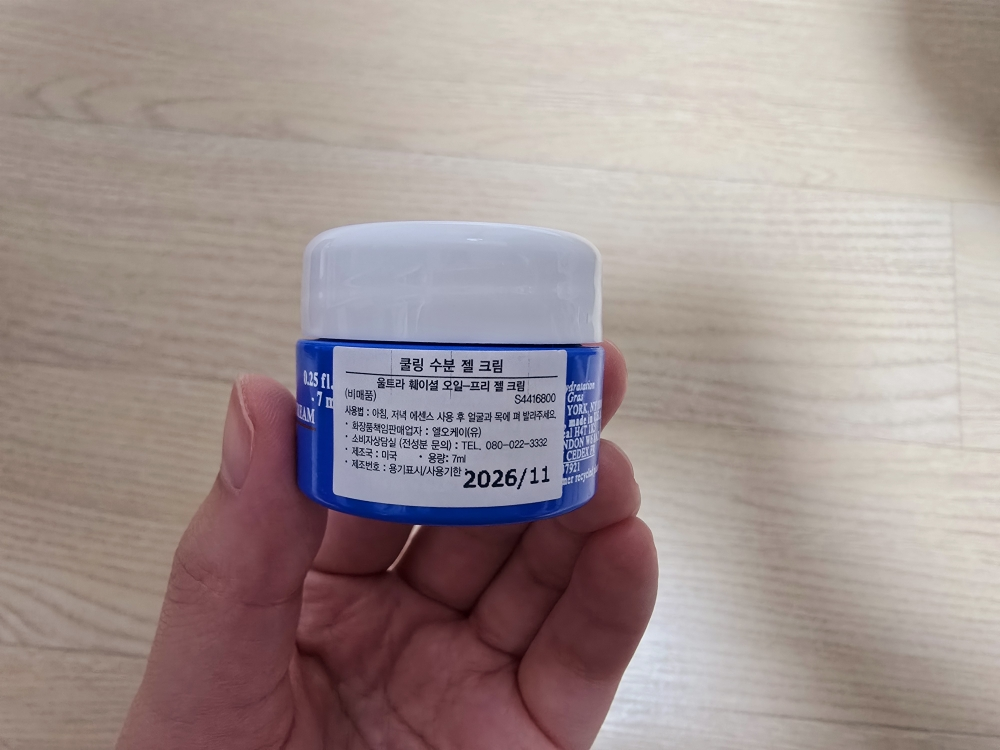 쿨링 수분 젤 크림
울트라 훼이셜 오일-프리 젤 크림
(비매품) S4416800
사용법 : 아침, 저녁 에센스 사용 후 얼굴과 목에 펴 발라주세요.
• 화장품책임판매업자 : 엘오케이(유)
• 소비자상담실 (전성분 문의) : TEL. 080-022-3332
• 제조국 : 미국 • 용량: 7ml
• 제조번호 : 용기표시/사용기한 :
2026/11
0.25 fl.
- 7 m
ydratation
Gras
YORK, N
made in
CEDEX
7921
mer recycled